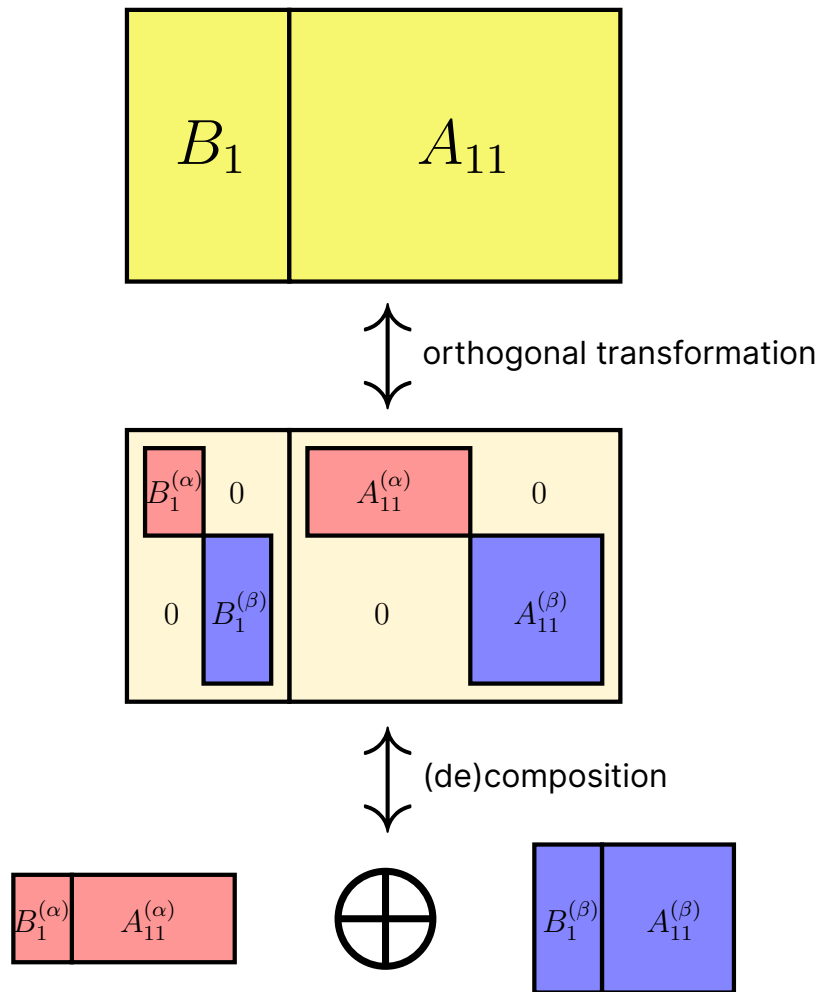 B₁ A₁₁
orthogonal transformation
B₁^(α) 0 A₁₁^(α) 0
0 B₁^(β) 0 A₁₁^(β)
(de)composition
B₁^(α) A₁₁^(α) ⊕ B₁^(β) A₁₁^(β)